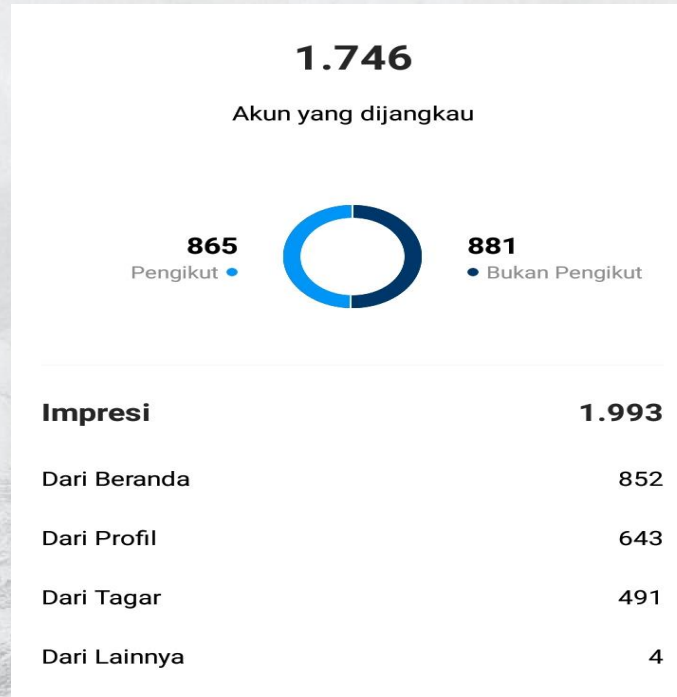 1.746
Akun yang dijangkau
865
Pengikut
881
Bukan Pengikut
Impresi 1.993
Dari Beranda 852
Dari Profil 643
Dari Tagar 491
Dari Lainnya 4